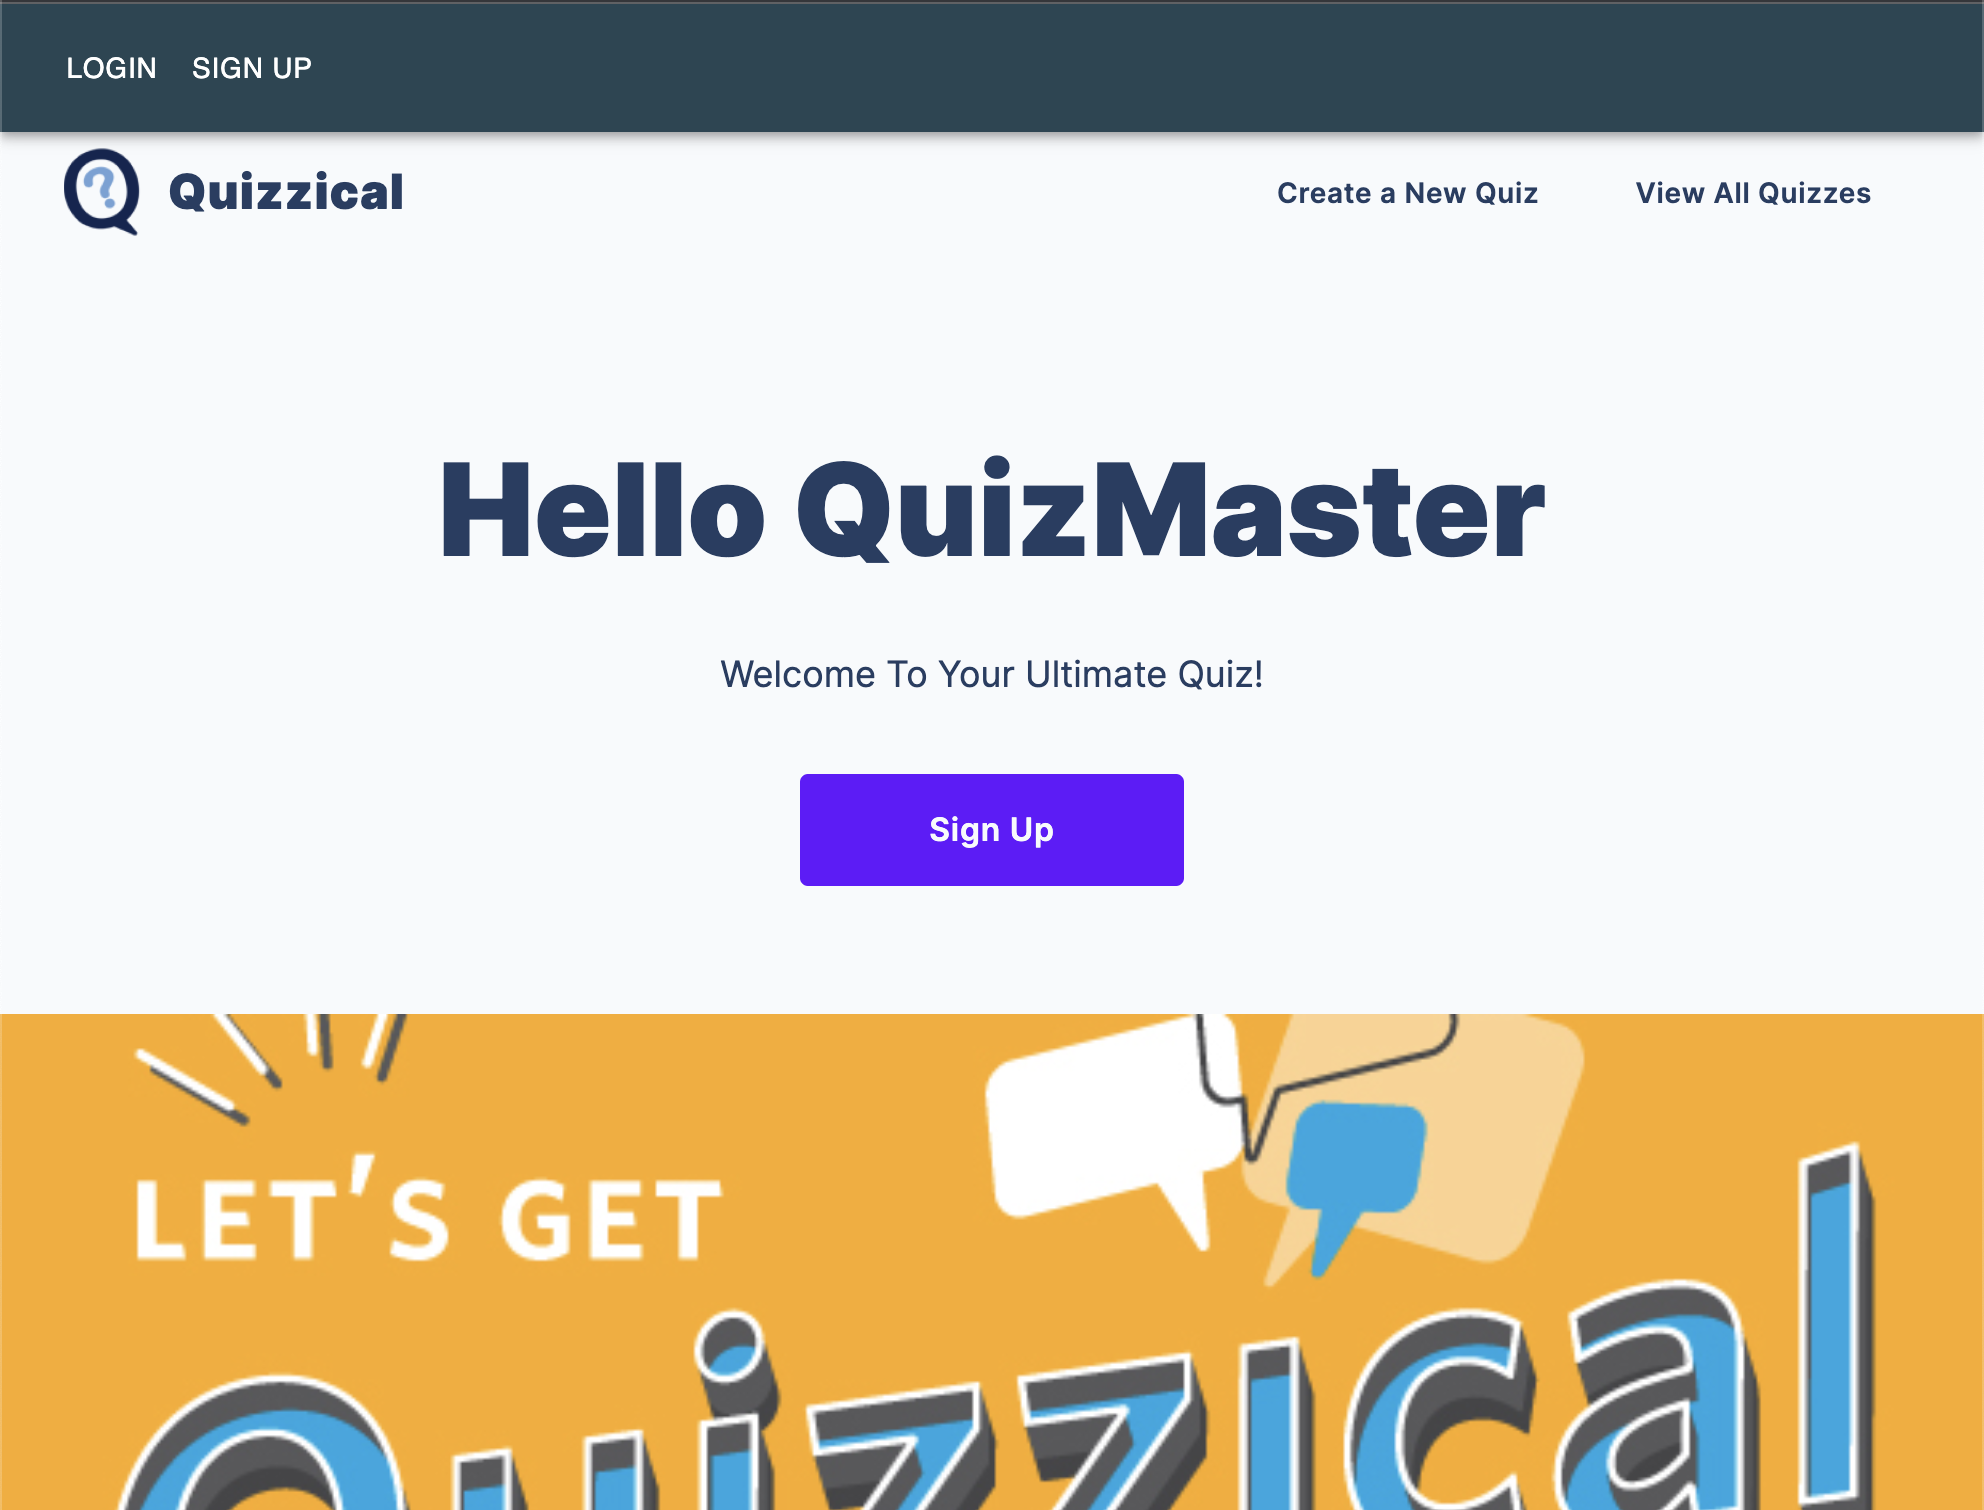 LOGIN SIGN UP
Quizzical
Create a New Quiz View All Quizzes
Hello QuizMaster
Welcome To Your Ultimate Quiz!
Sign Up
LET'S GET
Quizzical